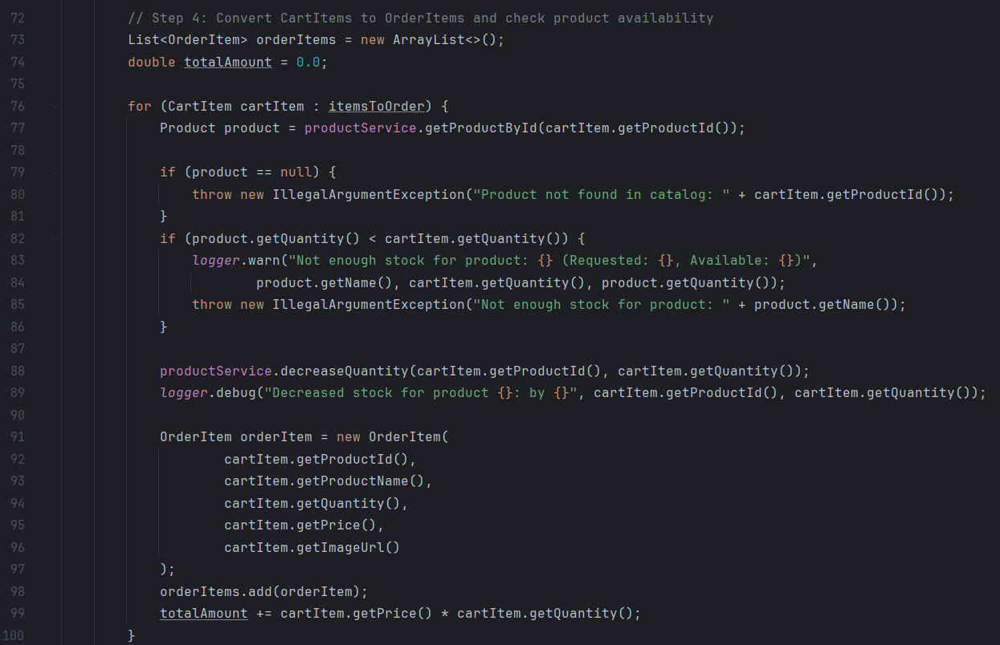 72 // Step 4: Convert CartItems to OrderItems and check product availability
73 List<OrderItem> orderItems = new ArrayList<>();
74 double totalAmount = 0.0;
75
76 for (CartItem cartItem : itemsToOrder) {
77 Product product = productService.getProductById(cartItem.getProductId());
78
79 if (product == null) {
80 throw new IllegalArgumentException("Product not found in catalog: " + cartItem.getProductId());
81 }
82 if (product.getQuantity() < cartItem.getQuantity()) {
83 logger.warn("Not enough stock for product: {} (Requested: {}, Available: {})",
84 product.getName(), cartItem.getQuantity(), product.getQuantity());
85 throw new IllegalArgumentException("Not enough stock for product: " + product.getName());
86 }
87
88 productService.decreaseQuantity(cartItem.getProductId(), cartItem.getQuantity());
89 logger.debug("Decreased stock for product {}: by {}", cartItem.getProductId(), cartItem.getQuantity());
90
91 OrderItem orderItem = new OrderItem(
92 cartItem.getProductId(),
93 cartItem.getProductName(),
94 cartItem.getQuantity(),
95 cartItem.getPrice(),
96 cartItem.getImageUrl()
97 );
98 orderItems.add(orderItem);
99 totalAmount += cartItem.getPrice() * cartItem.getQuantity();
100 }